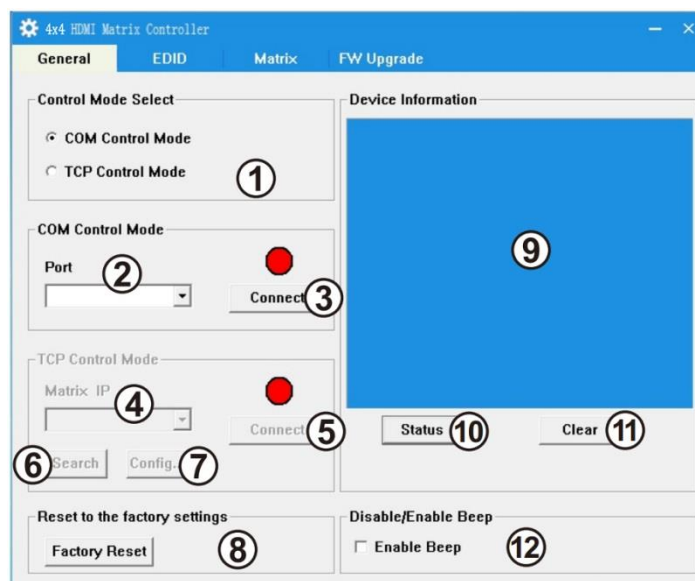 4x4 HDMI Matrix Controller
General EDID Matrix FW Upgrade
Control Mode Select
COM Control Mode
TCP Control Mode
①
COM Control Mode
Port
②
Connect ③
TCP Control Mode
Matrix IP
④
Connect ⑤
⑥ Search Config.. ⑦
Reset to the factory settings
Factory Reset ⑧
Device Information
⑨
Status ⑩ Clear ⑪
Disable/Enable Beep
Enable Beep ⑫